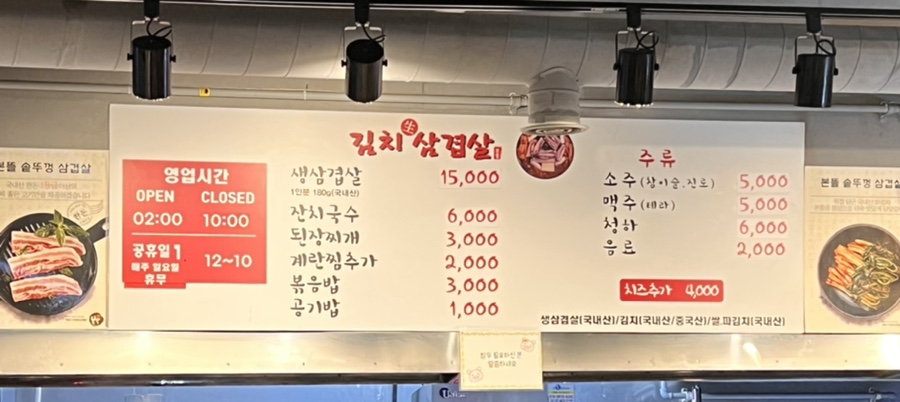 김치生삼겹살
영업시간
OPEN CLOSED
02:00 10:00
공휴일1 12~10
매주 일요일
휴무
생삼겹살 15,000
1인분 180g(국내산)
잔치국수 6,000
된장찌개 3,000
계란찜추가 2,000
볶음밥 3,000
공기밥 1,000
주류
소주(참이슬.진로) 5,000
맥주(테라) 5,000
청하 6,000
음료 2,000
치즈추가 4,000
생삼겹살(국내산)/김치(국내산/중국산)/쌀,파김치(국내산)
본뜰 솥뚜껑 삼겹살
본뜰 솥뚜껑 삼겹살